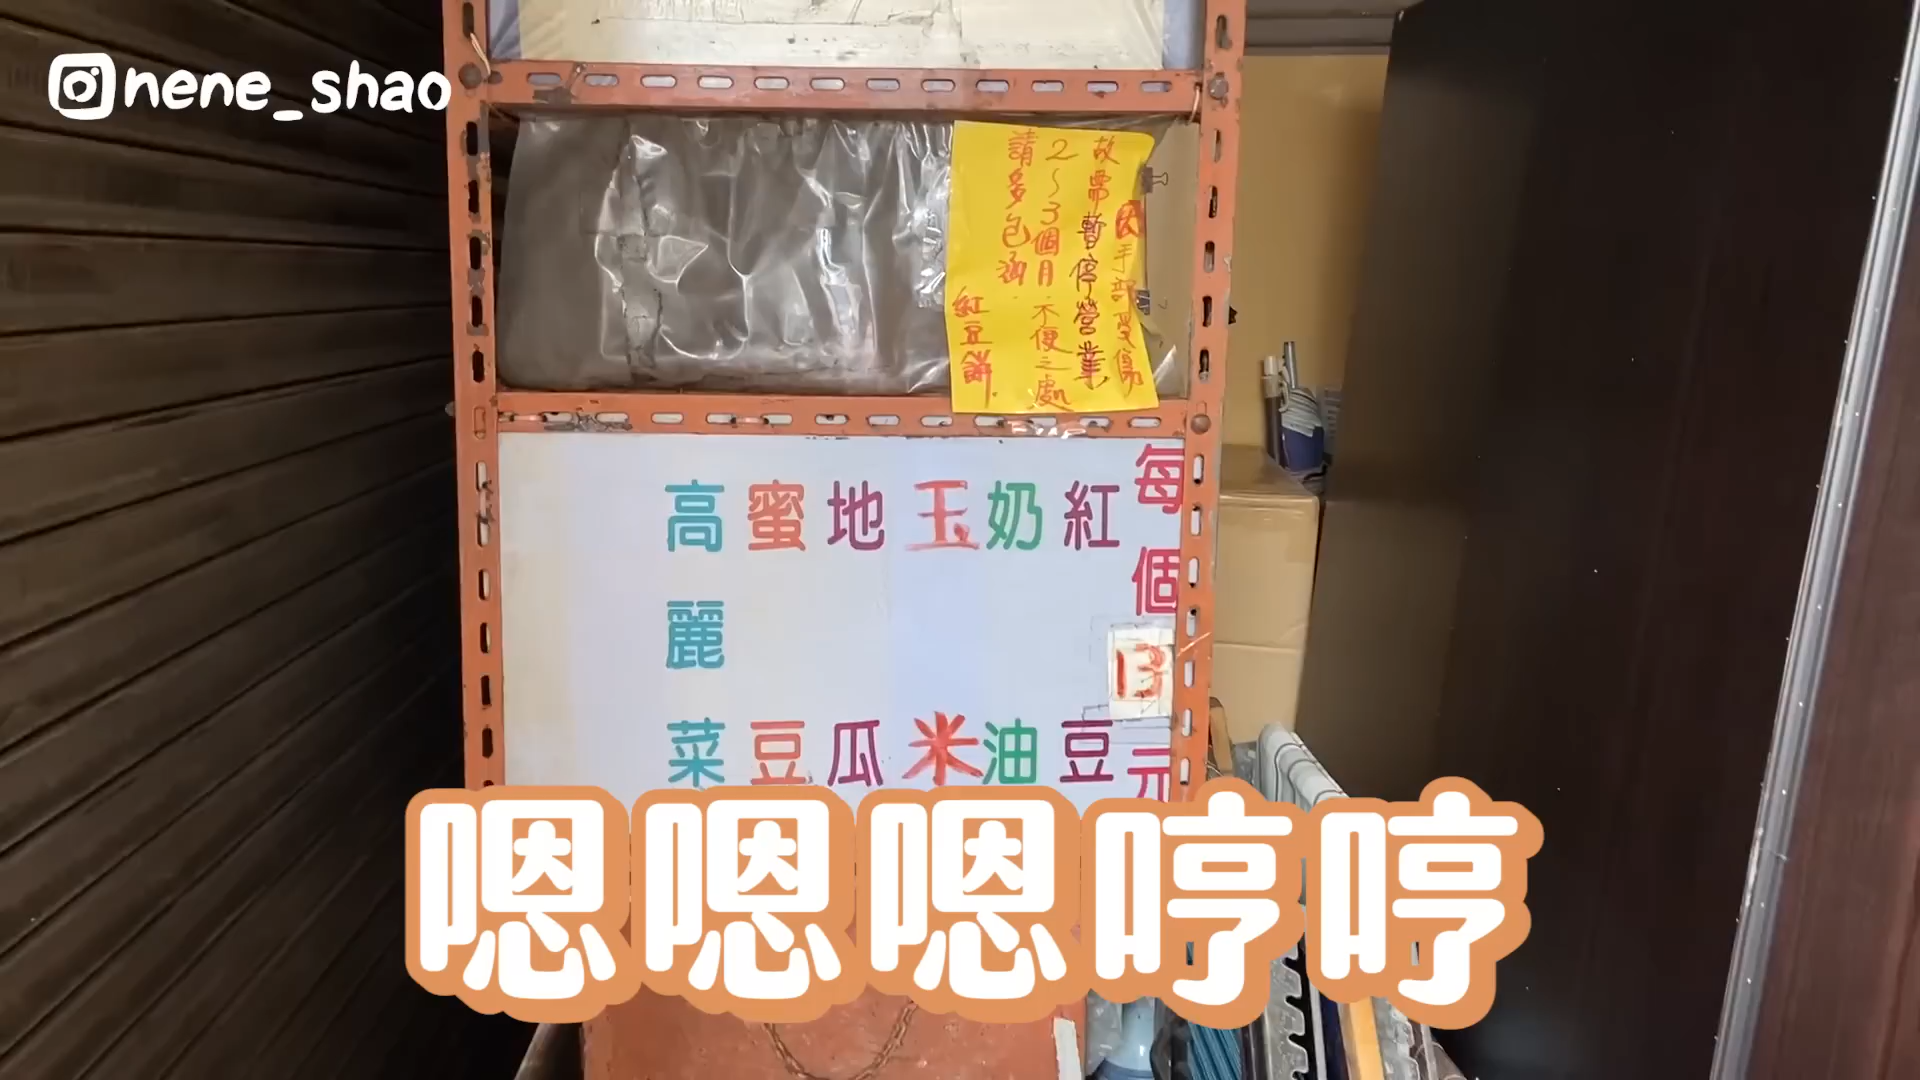 nene_shao
因手部受傷
故需暫停營業
2~3個月不便之處
請多包涵
紅豆餅
每個13元
紅豆
奶油
玉米
地瓜
蜜豆
高麗菜
嗯嗯嗯哼哼